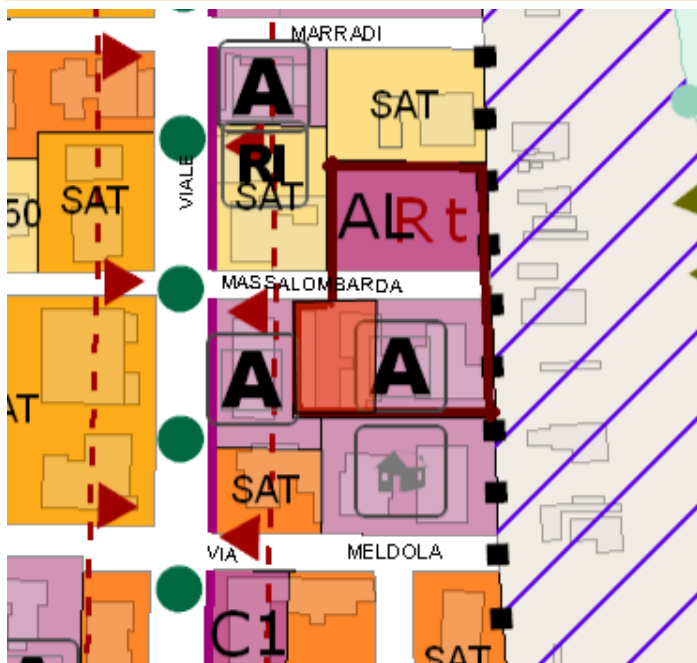 MARRADI
A
SAT
VIALE
RI
SAT
50
SAT
AL
Rt
MASSALOMBARDA
A
A
AT
SAT
VIA
MELDOLA
C1
SAT
A